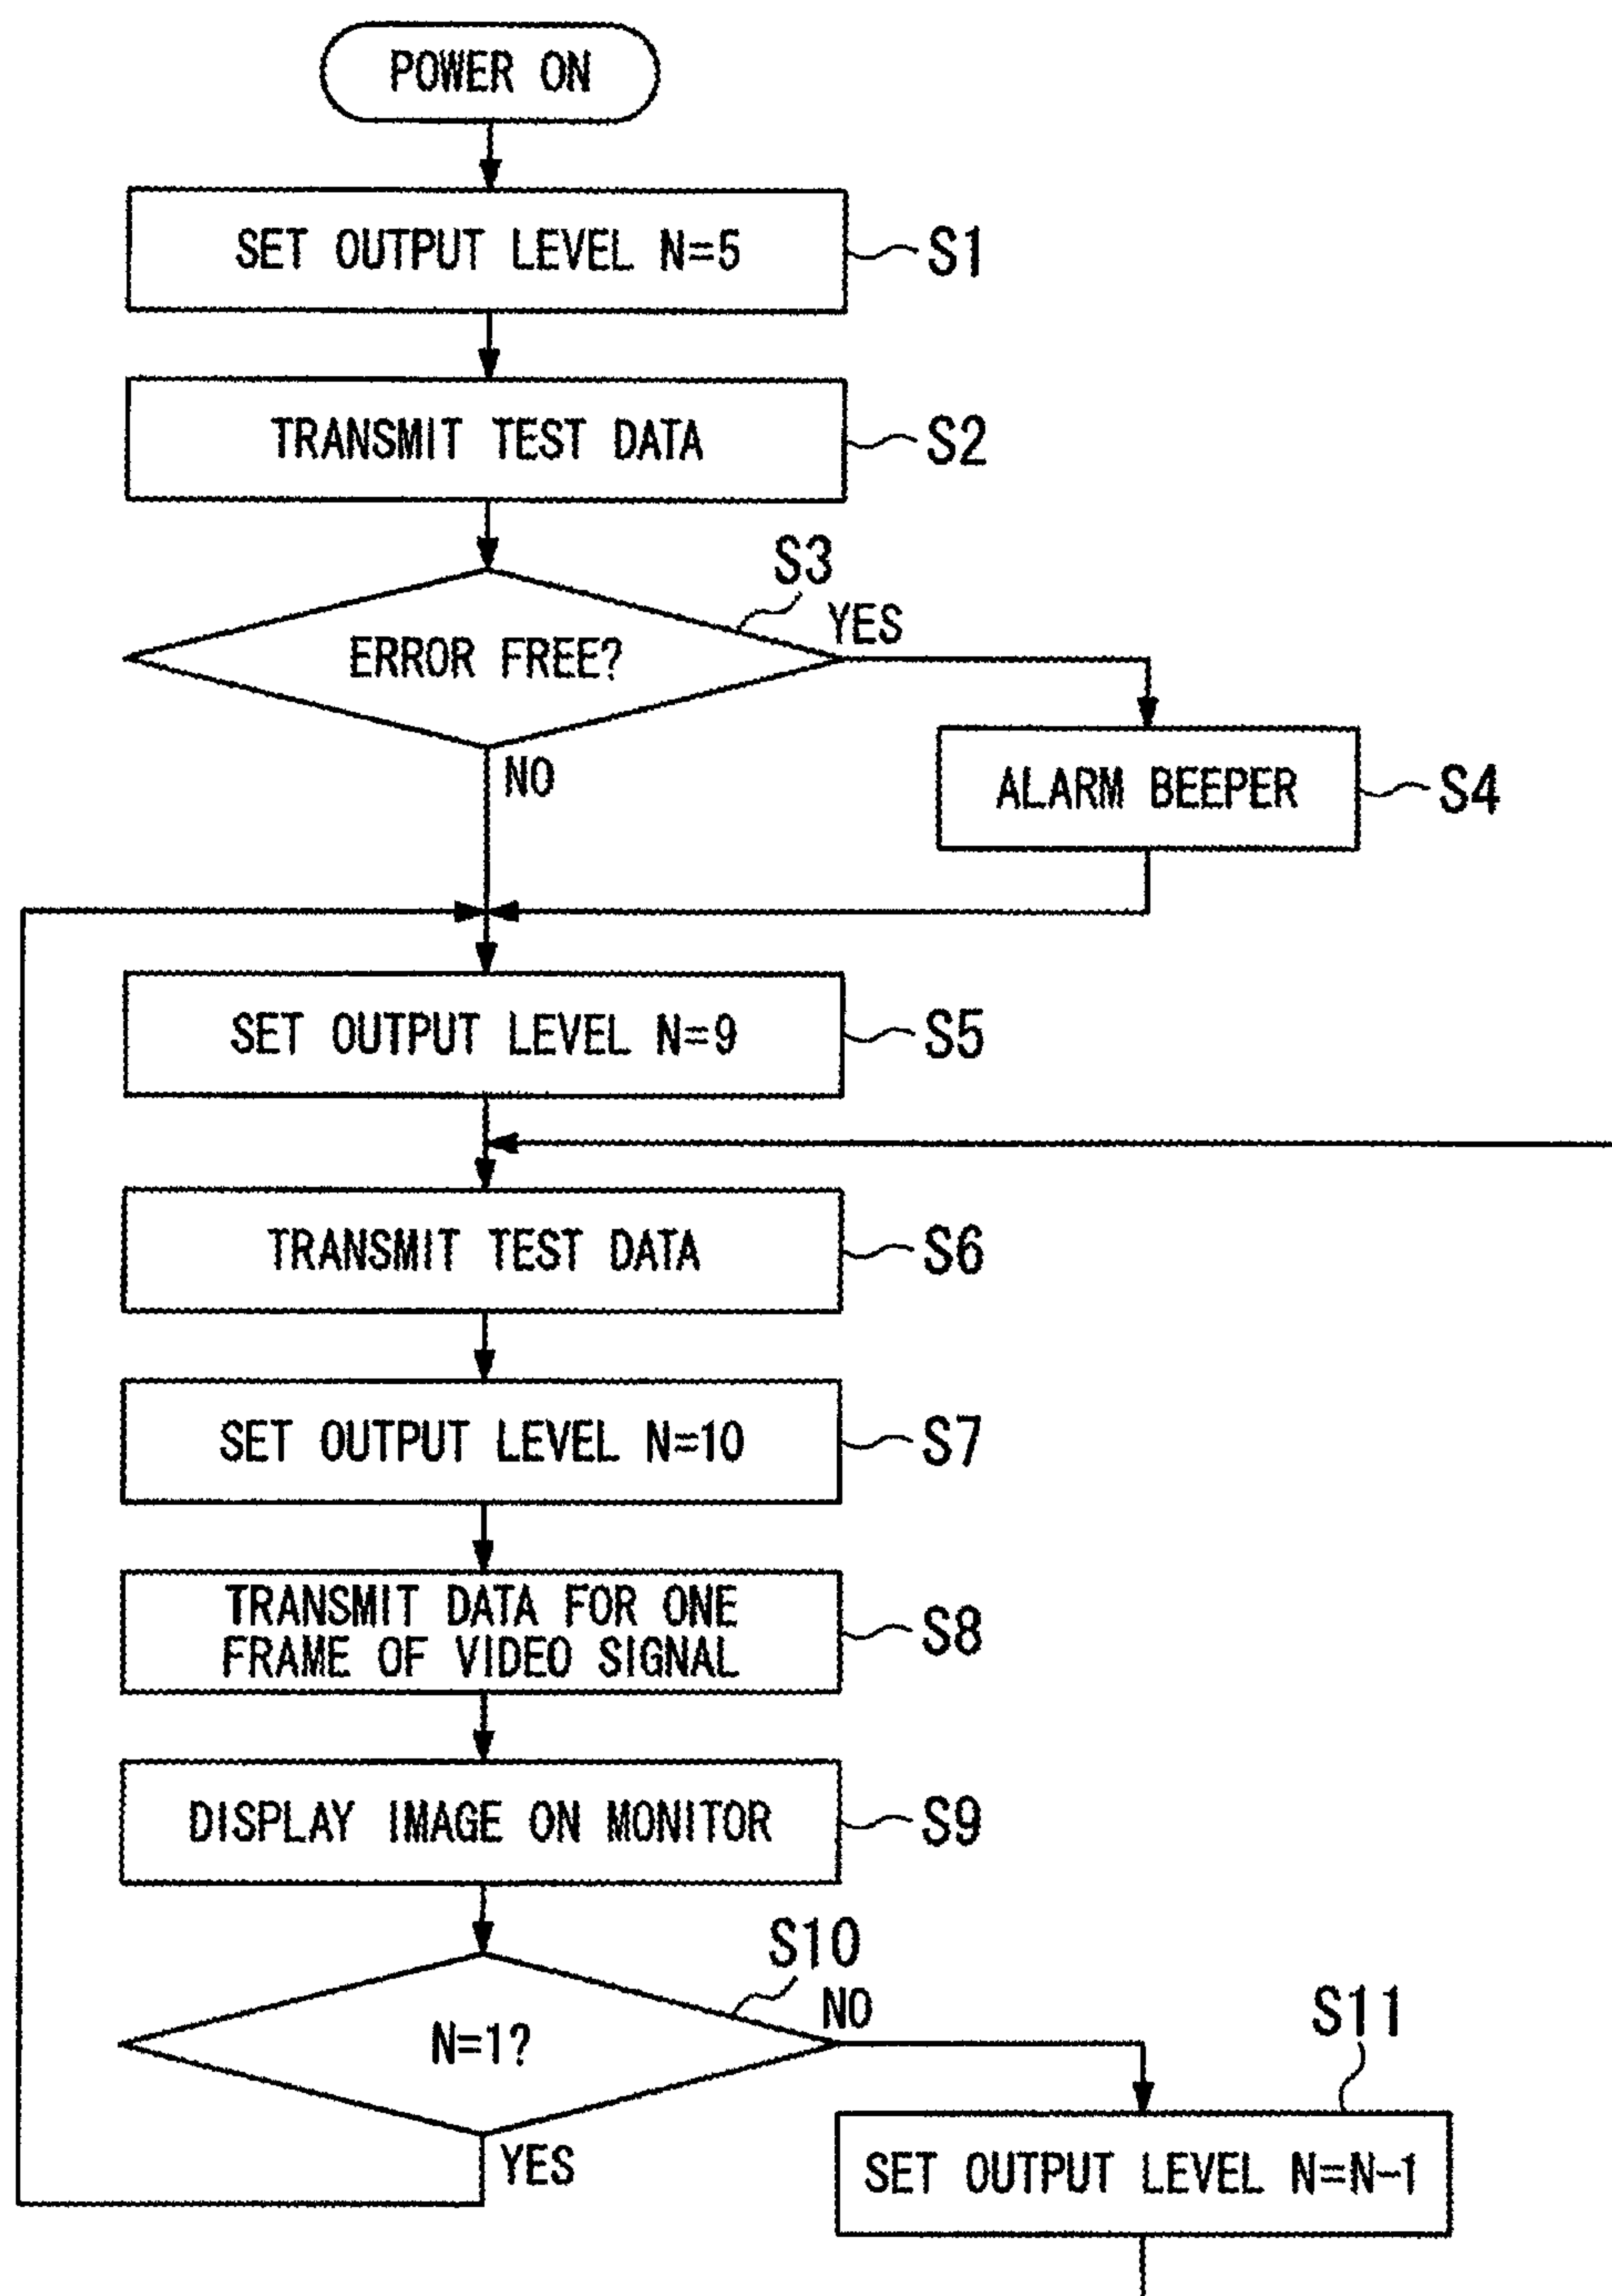 POWER ON
SET OUTPUT LEVEL N=5
S1
TRANSMIT TEST DATA
S2
S3
YES
ERROR FREE?
NO
ALARM BEEPER
S4
SET OUTPUT LEVEL N=9
S5
TRANSMIT TEST DATA
S6
SET OUTPUT LEVEL N=10
S7
TRANSMIT DATA FOR ONE
FRAME OF VIDEO SIGNAL
S8
DISPLAY IMAGE ON MONITOR
S9
S10
NO
N=1?
YES
S11
SET OUTPUT LEVEL N=N-1